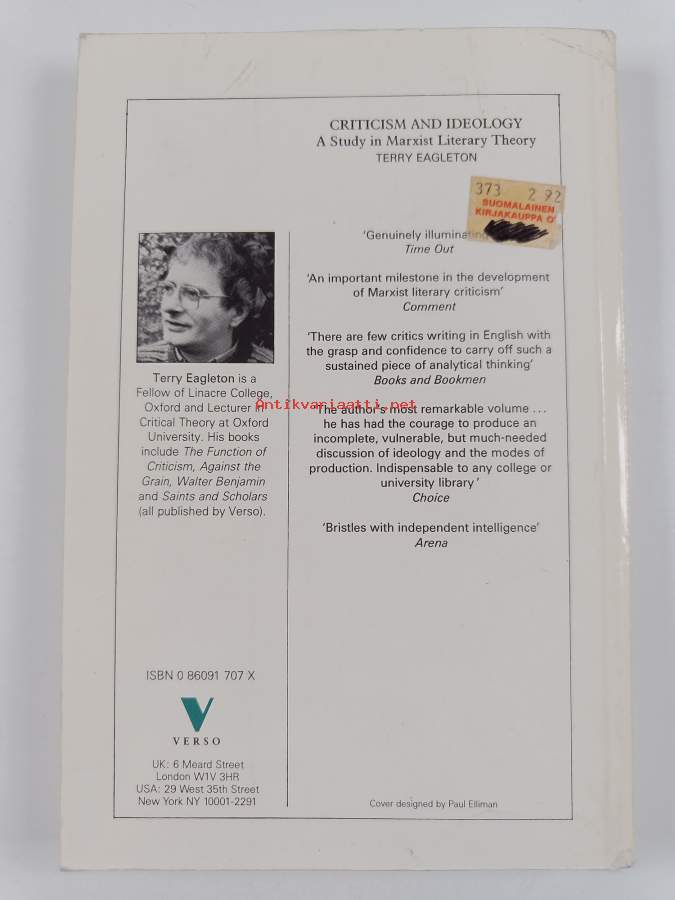 CRITICISM AND IDEOLOGY
A Study in Marxist Literary Theory
TERRY EAGLETON
373 2 92
SUOMALAINEN
KIRJAKAUPPA O
'Genuinely illuminating
Time Out
'An important milestone in the development
of Marxist literary criticism'
Comment
'There are few critics writing in English with
the grasp and confidence to carry off such a
sustained piece of analytical thinking'
Books and Bookmen
'The author's most remarkable volume ...
he has had the courage to produce an
incomplete, vulnerable, but much-needed
discussion of ideology and the modes of
production. Indispensable to any college or
university library'
Choice
'Bristles with independent intelligence'
Arena
Terry Eagleton is a
Fellow of Linacre College,
Oxford and Lecturer in
Critical Theory at Oxford
University. His books
include The Function of
Criticism, Against the
Grain, Walter Benjamin
and Saints and Scholars
(all published by Verso).
Antikvariaatti.net
ISBN 0 86091 707 X
VERSO
UK: 6 Meard Street
London W1V 3HR
USA: 29 West 35th Street
New York NY 10001-2291
Cover designed by Paul Elliman